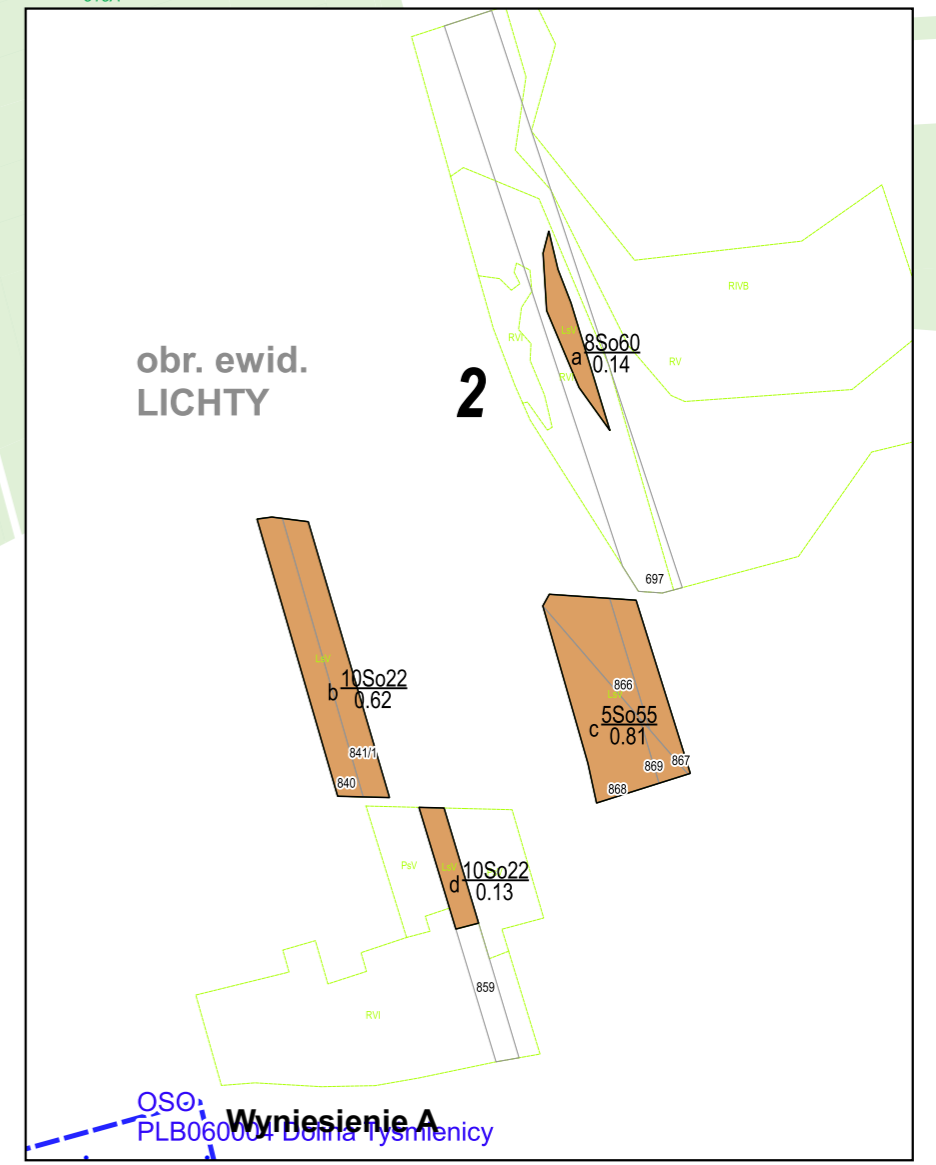 RIVB
RVI
LsV
8So60
a
0.14
RV
RVI
obr. ewid.
LICHTY
2
697
LsV
10So22
b
0.62
841/1
840
866
LsV
5So55
c
0.81
867
869
868
PsV
LsV
10So22
d
0.13
859
RVI
OSO
Wyniesienie A
PLB060004 Dolina Tyśmienicy